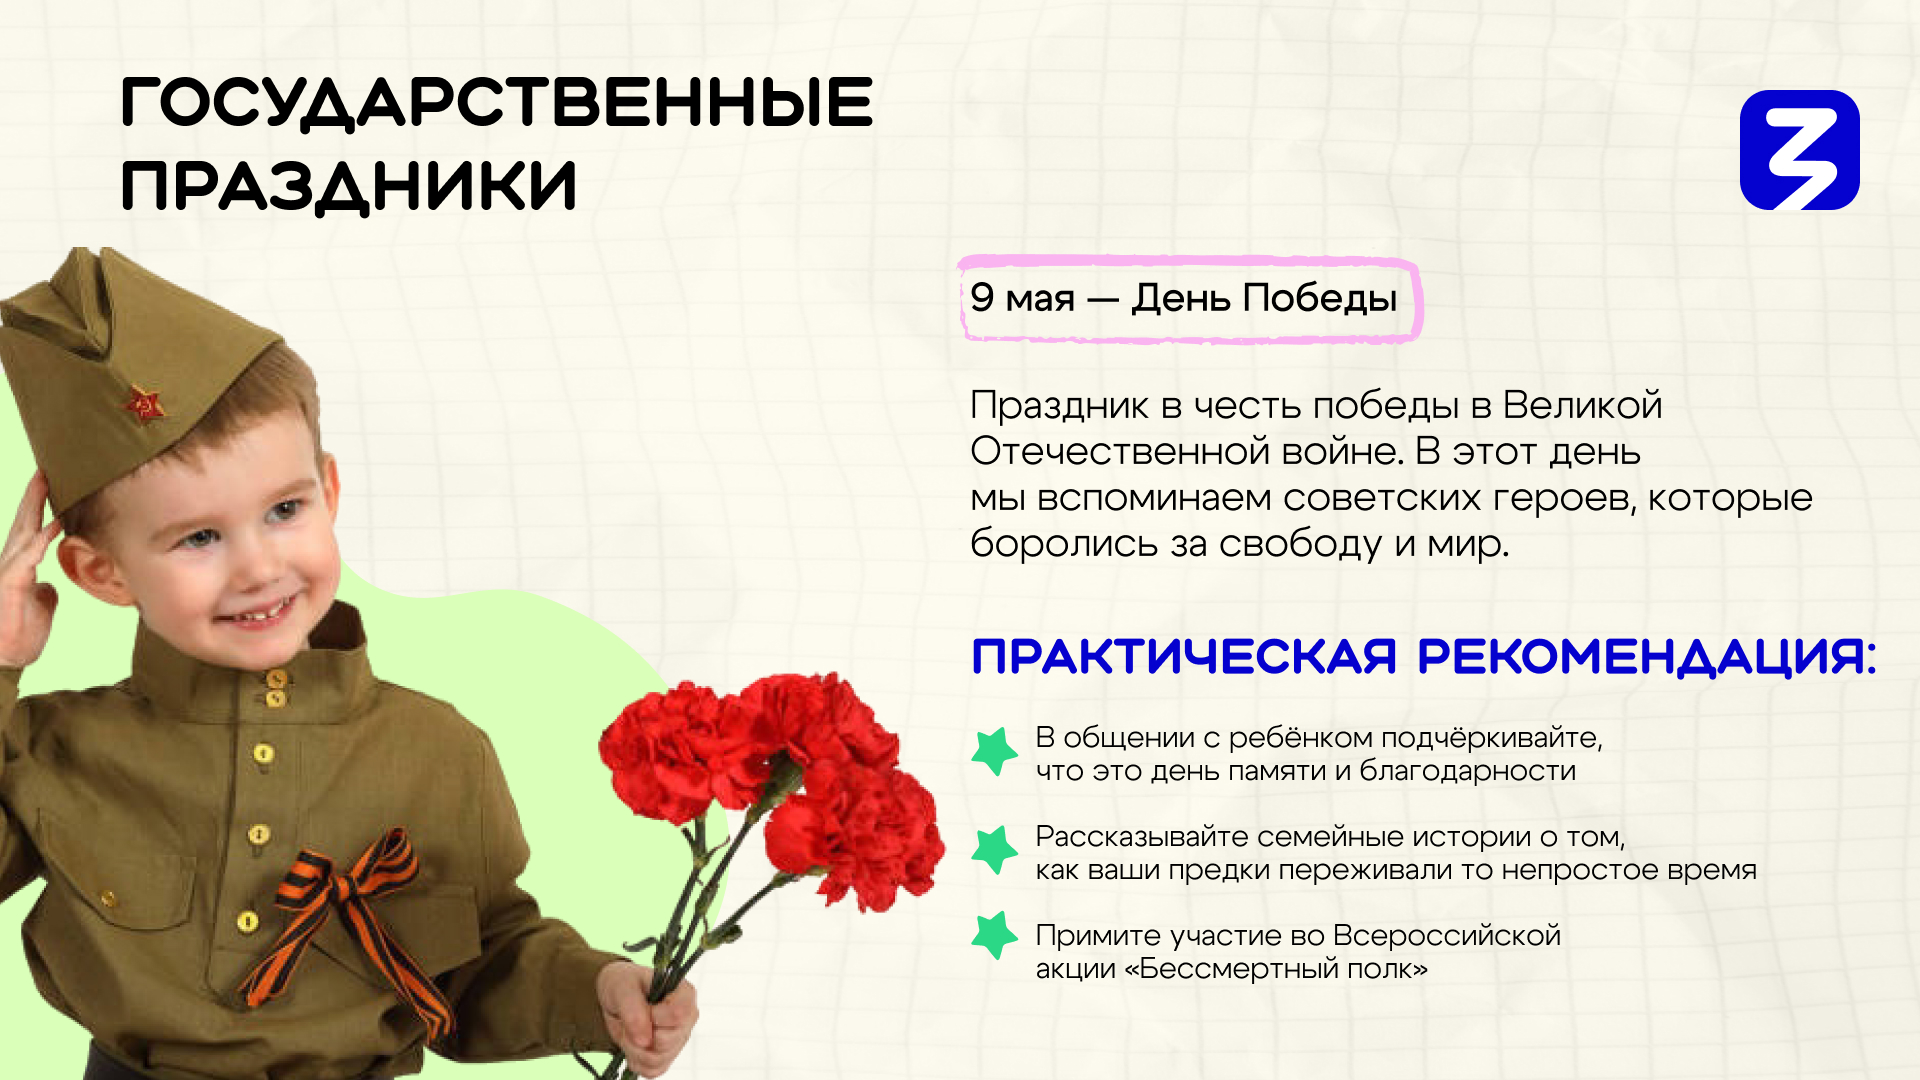 ГОСУДАРСТВЕННЫЕ
ПРАЗДНИКИ
9 мая — День Победы
Праздник в честь победы в Великой
Отечественной войне. В этот день
мы вспоминаем советских героев, которые
боролись за свободу и мир.
ПРАКТИЧЕСКАЯ РЕКОМЕНДАЦИЯ:
В общении с ребёнком подчёркивайте,
что это день памяти и благодарности
Рассказывайте семейные истории о том,
как ваши предки переживали то непростое время
Примите участие во Всероссийской
акции «Бессмертный полк»